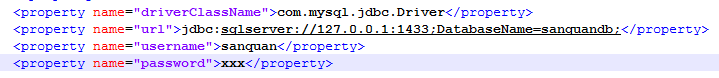 <property name="driverClassName">com.mysql.jdbc.Driver</property>
<property name="url">jdbc:sqlserver://127.0.0.1:1433;DatabaseName=sanquandb;</property>
<property name="username">sanquan</property>
<property name="password">xxx</property>